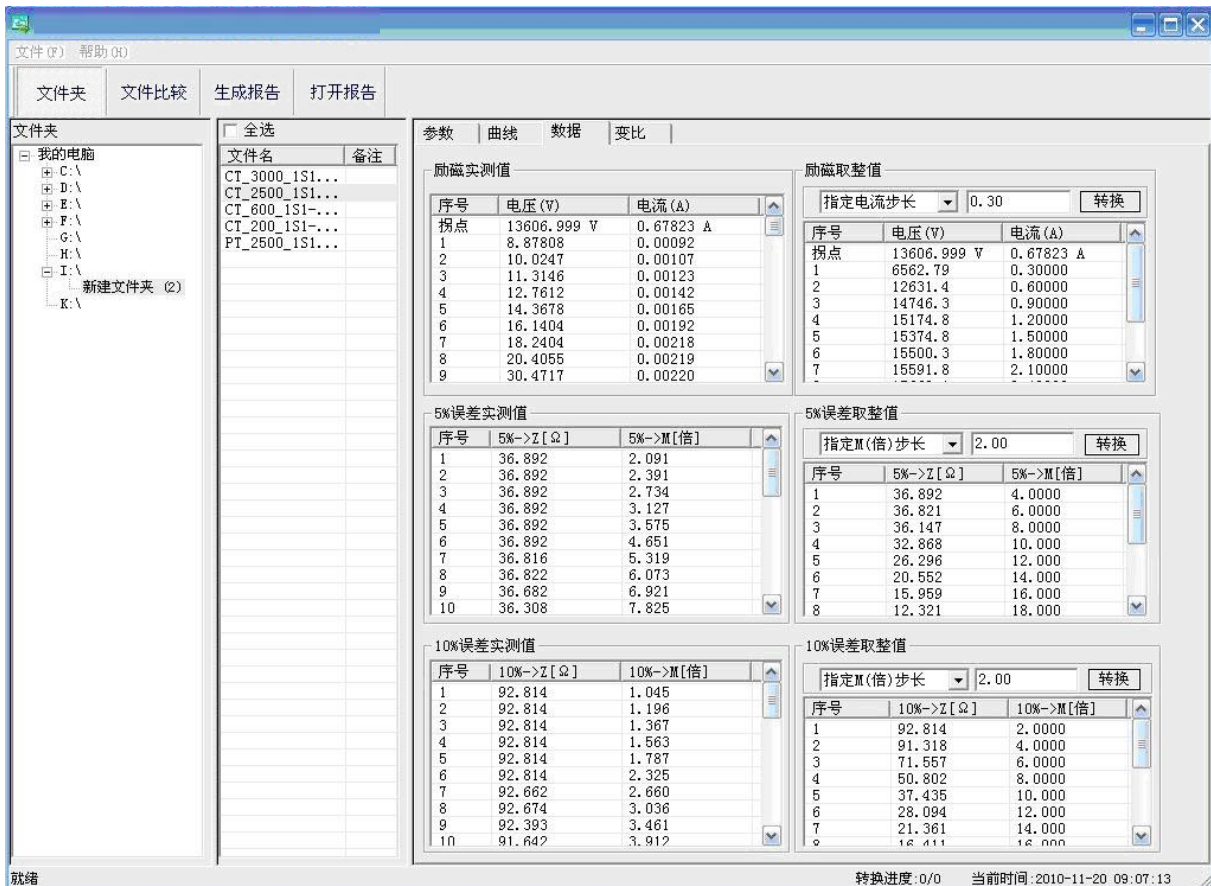 文件(F) 帮助(H)
文件夹 文件比较 生成报告 打开报告
文件夹
我的电脑
C:\
D:\
E:\
F:\
G:\
H:\
I:\
新建文件夹 (2)
K:\
全选
文件名 备注
CT_3000_1S1...
CT_2500_1S1...
CT_600_1S1-...
CT_200_1S1-...
PT_2500_1S1...
参数 曲线 数据 变比
励磁实测值
序号 电压(V) 电流(A)
拐点 13606.999 V 0.67823 A
1 8.87808 0.00092
2 10.0247 0.00107
3 11.3146 0.00123
4 12.7612 0.00142
5 14.3678 0.00165
6 16.1404 0.00192
7 18.2404 0.00218
8 20.4055 0.00219
9 30.4717 0.00220
励磁取整值
指定电流步长 0.30 转换
序号 电压(V) 电流(A)
拐点 13606.999 V 0.67823 A
1 6562.79 0.30000
2 12631.4 0.60000
3 14746.3 0.90000
4 15174.8 1.20000
5 15374.8 1.50000
6 15500.3 1.80000
7 15591.8 2.10000
5%误差实测值
序号 5%->Z[Ω] 5%->M[倍]
1 36.892 2.091
2 36.892 2.391
3 36.892 2.734
4 36.892 3.127
5 36.892 3.575
6 36.892 4.651
7 36.816 5.319
8 36.822 6.073
9 36.682 6.921
10 36.308 7.825
5%误差取整值
指定M(倍)步长 2.00 转换
序号 5%->Z[Ω] 5%->M[倍]
1 36.892 4.0000
2 36.821 6.0000
3 36.147 8.0000
4 32.868 10.000
5 26.296 12.000
6 20.552 14.000
7 15.959 16.000
8 12.321 18.000
10%误差实测值
序号 10%->Z[Ω] 10%->M[倍]
1 92.814 1.045
2 92.814 1.196
3 92.814 1.367
4 92.814 1.563
5 92.814 1.787
6 92.814 2.325
7 92.662 2.660
8 92.674 3.036
9 92.393 3.461
10 91.642 3.912
10%误差取整值
指定M(倍)步长 2.00 转换
序号 10%->Z[Ω] 10%->M[倍]
1 92.814 2.0000
2 91.318 4.0000
3 71.557 6.0000
4 50.802 8.0000
5 37.435 10.000
6 28.094 12.000
7 21.361 14.000
8 16.411 16.000
就绪 转换进度:0/0 当前时间:2010-11-20 09:07:13